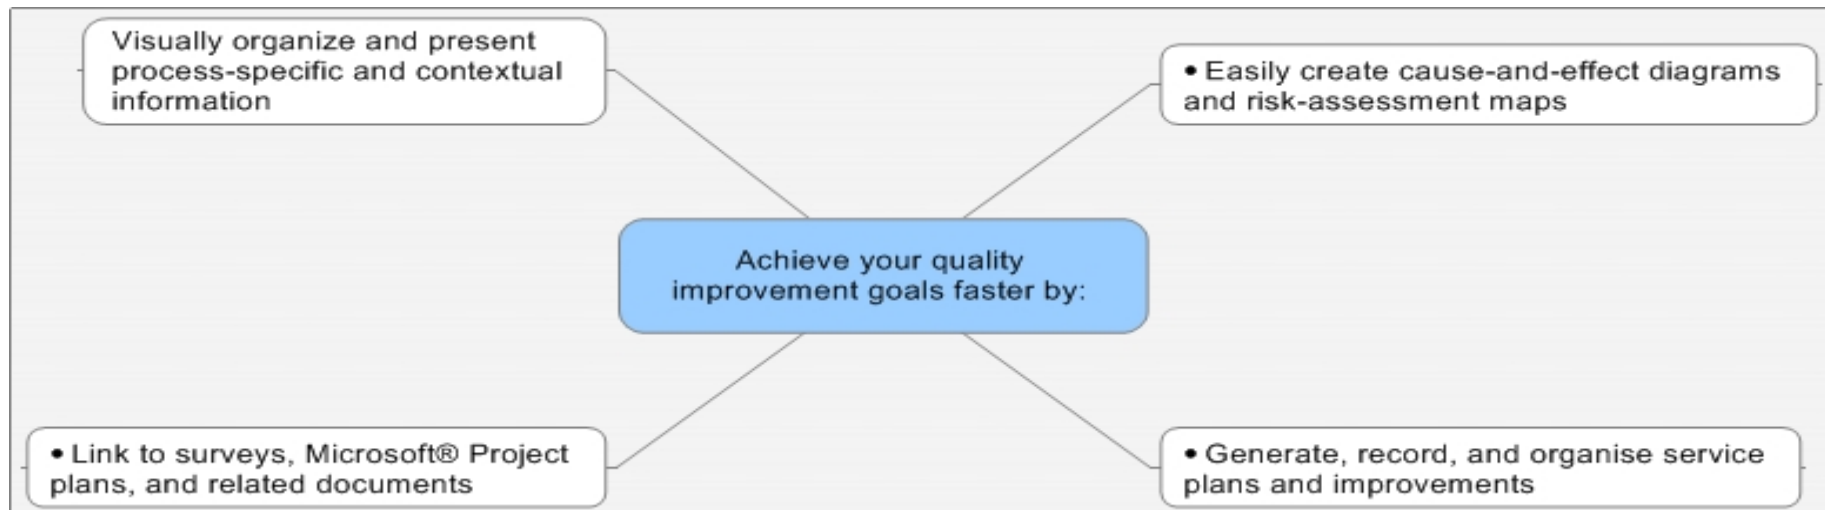 Visually organize and present
process-specific and contextual
information
• Easily create cause-and-effect diagrams
and risk-assessment maps
Achieve your quality
improvement goals faster by:
• Link to surveys, Microsoft® Project
plans, and related documents
• Generate, record, and organise service
plans and improvements